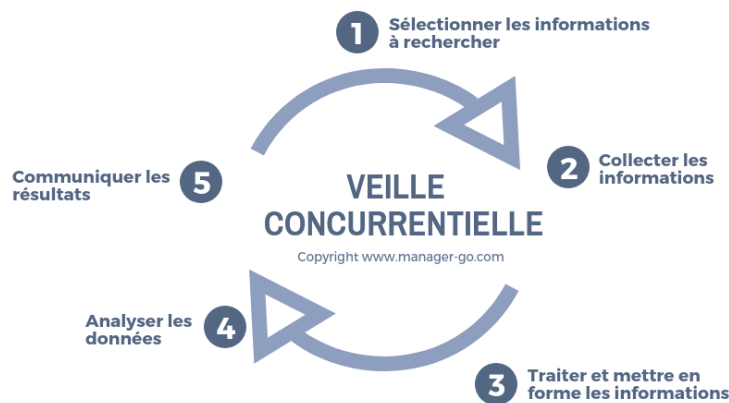 1
Sélectionner les informations
à rechercher
2
Collecter les
informations
3
Traiter et mettre en
forme les informations
4
Analyser les
données
5
Communiquer les
résultats
VEILLE
CONCURRENTIELLE
Copyright www.manager-go.com